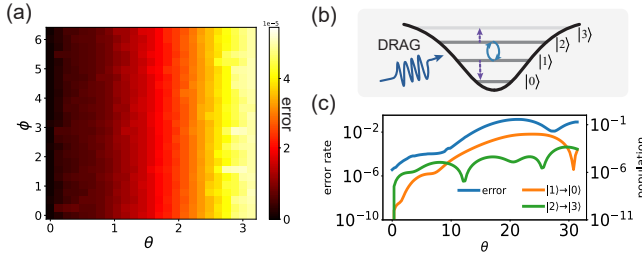 (a)
6
5
4
3
2
1
0
ϕ
0
1
2
3
θ
1e−5
4
2
0
error
(b)
DRAG
|3⟩
|2⟩
|1⟩
|0⟩
(c)
10⁻²
10⁻⁶
10⁻¹⁰
error rate
10⁻¹
10⁻⁶
10⁻¹¹
population
error
|1⟩→|0⟩
|2⟩→|3⟩
0
10
20
30
θ